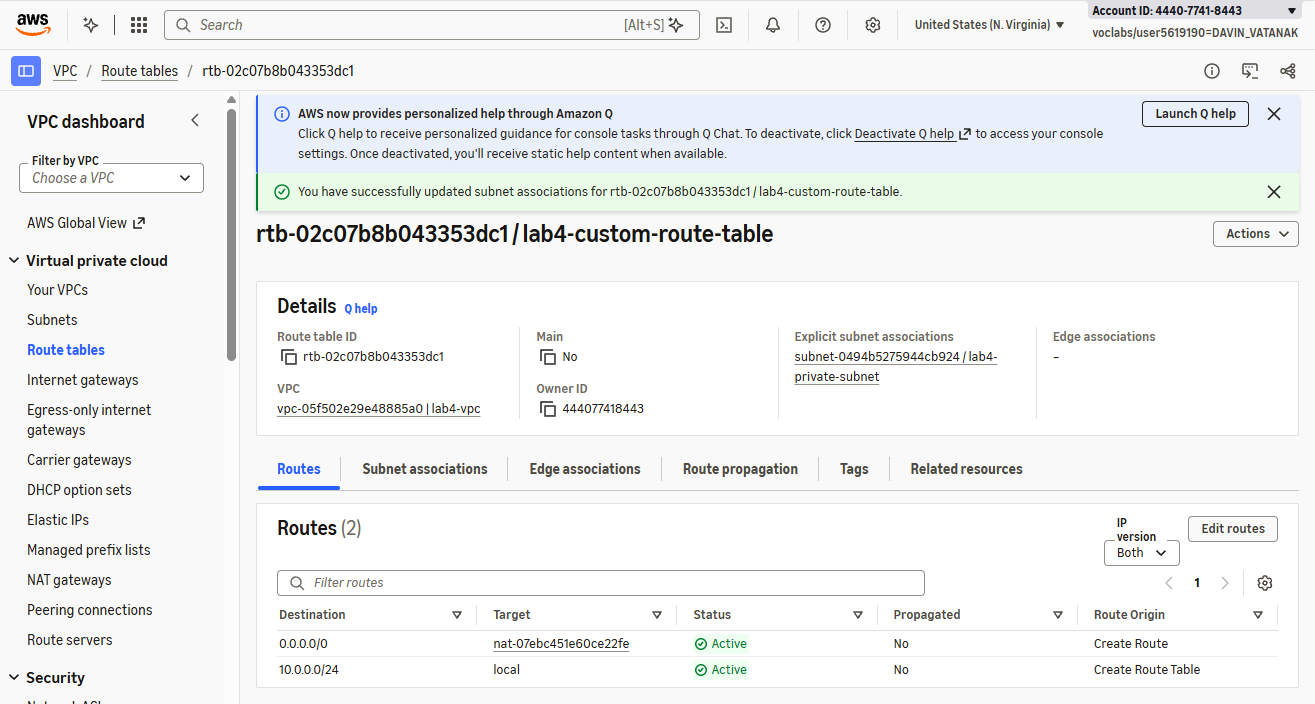 aws
Search
[Alt+S]
United States (N. Virginia)
Account ID: 4440-7741-8443
voclabs/user5619190=DAVIN_VATANAK
VPC / Route tables / rtb-02c07b8b043353dc1
VPC dashboard
Filter by VPC
Choose a VPC
AWS Global View
Virtual private cloud
Your VPCs
Subnets
Route tables
Internet gateways
Egress-only internet
gateways
Carrier gateways
DHCP option sets
Elastic IPs
Managed prefix lists
NAT gateways
Peering connections
Route servers
Security
AWS now provides personalized help through Amazon Q
Click Q help to receive personalized guidance for console tasks through Q Chat. To deactivate, click Deactivate Q help to access your console
settings. Once deactivated, you'll receive static help content when available.
Launch Q help
You have successfully updated subnet associations for rtb-02c07b8b043353dc1 / lab4-custom-route-table.
rtb-02c07b8b043353dc1 / lab4-custom-route-table
Actions
Details Q help
Route table ID
rtb-02c07b8b043353dc1
VPC
vpc-05f502e29e48885a0 | lab4-vpc
Main
No
Owner ID
444077418443
Explicit subnet associations
subnet-0494b5275944cb924 / lab4-
private-subnet
Edge associations
–
Routes Subnet associations Edge associations Route propagation Tags Related resources
Routes (2)
IP
version
Both
Edit routes
Filter routes
1
Destination Target Status Propagated Route Origin
0.0.0.0/0 nat-07ebc451e60ce22fe Active No Create Route
10.0.0.0/24 local Active No Create Route Table